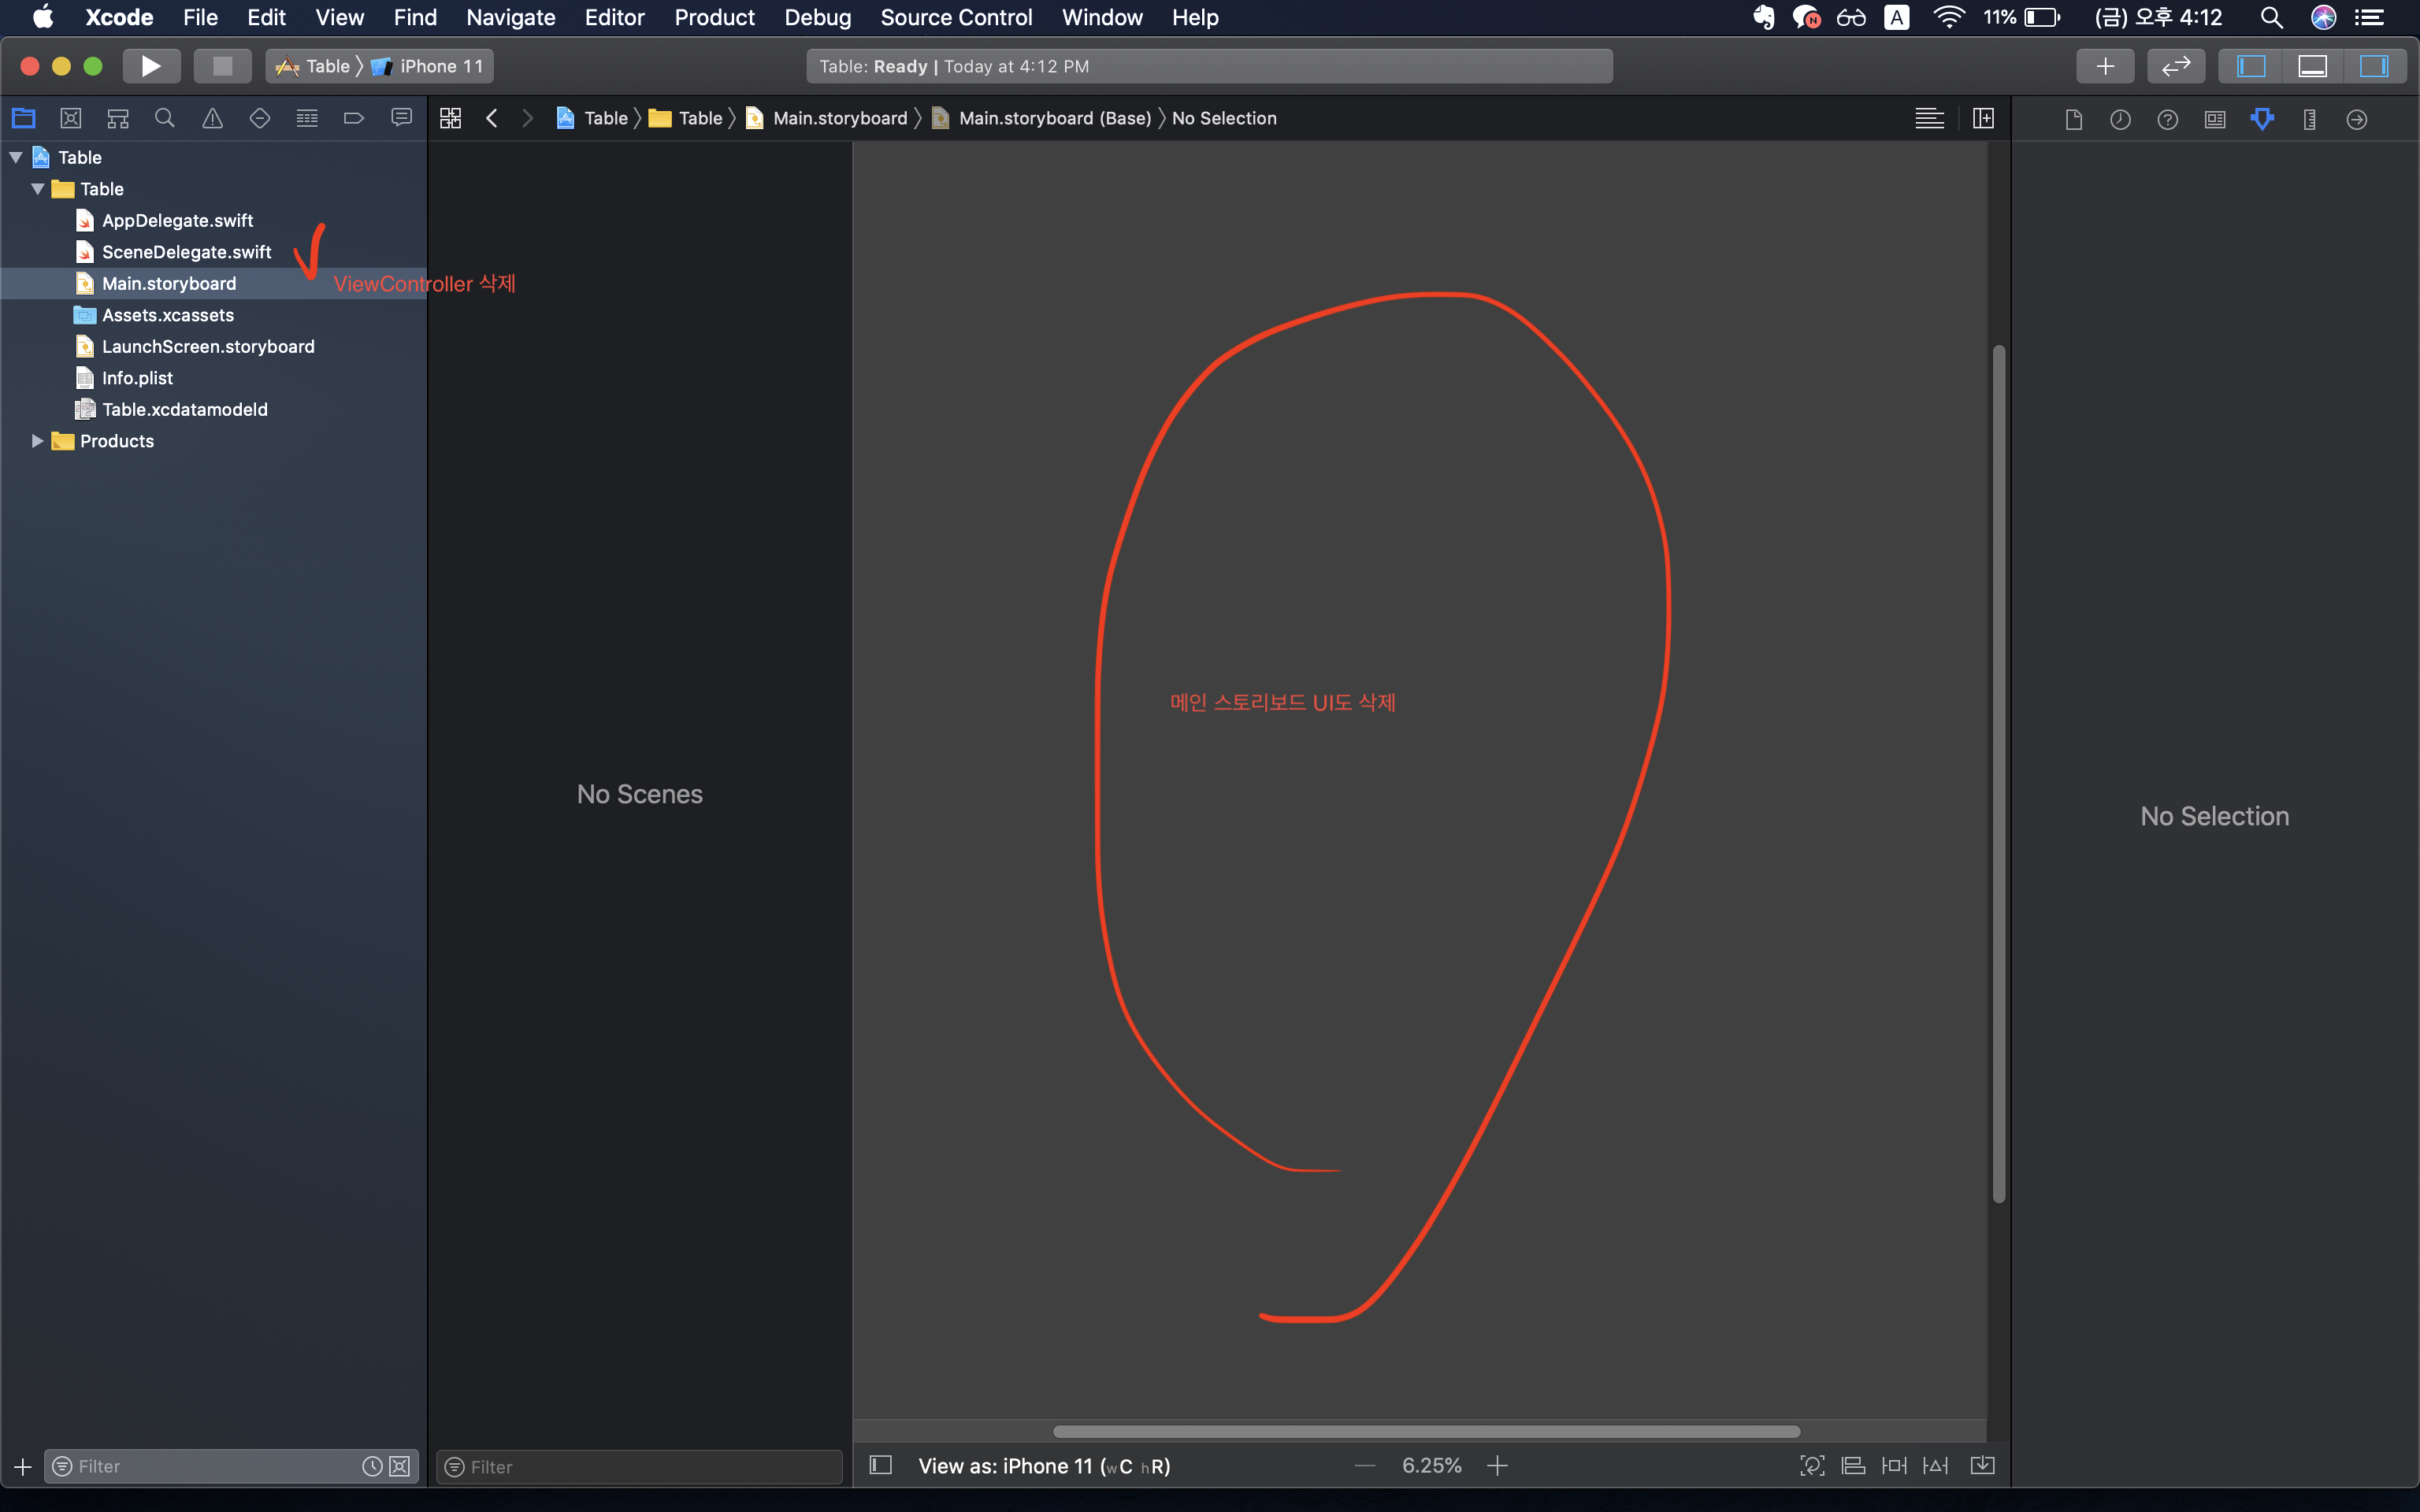 Xcode File Edit View Find Navigate Editor Product Debug Source Control Window Help N A 11% (금) 오후 4:12
Table 〉 iPhone 11
Table: Ready | Today at 4:12 PM
Table 〉 Table 〉 Main.storyboard 〉 Main.storyboard (Base) 〉 No Selection
Table
Table
AppDelegate.swift
SceneDelegate.swift
Main.storyboard
ViewController 삭제
Assets.xcassets
LaunchScreen.storyboard
Info.plist
Table.xcdatamodeld
Products
메인 스토리보드 UI도 삭제
No Scenes
No Selection
Filter
Filter
View as: iPhone 11 (wC hR)
6.25%